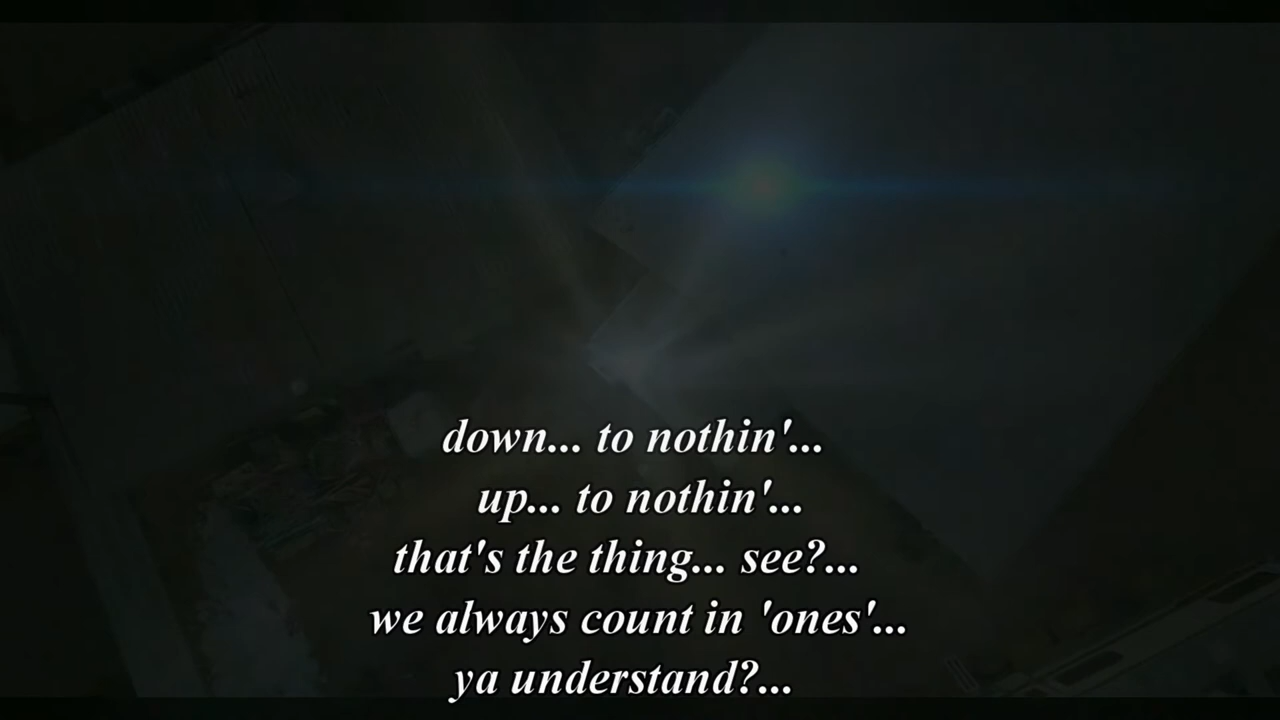 down... to nothin'...
up... to nothin'...
that's the thing... see?...
we always count in 'ones'...
ya understand?...